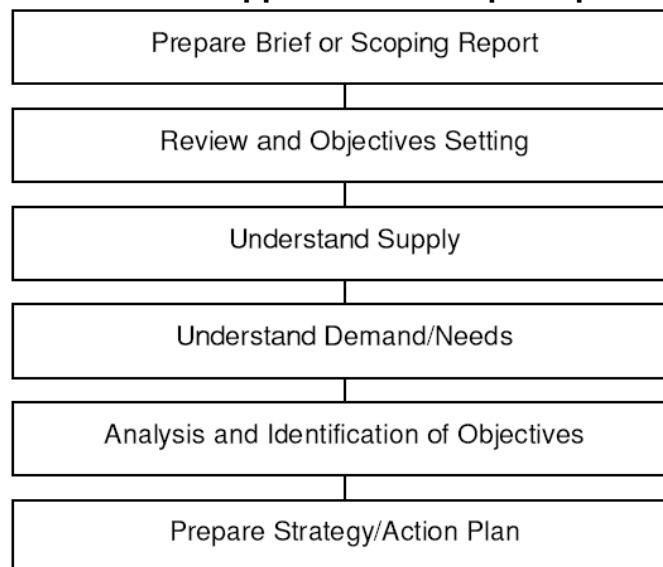 Prepare Brief or Scoping Report
Review and Objectives Setting
Understand Supply
Understand Demand/Needs
Analysis and Identification of Objectives
Prepare Strategy/Action Plan